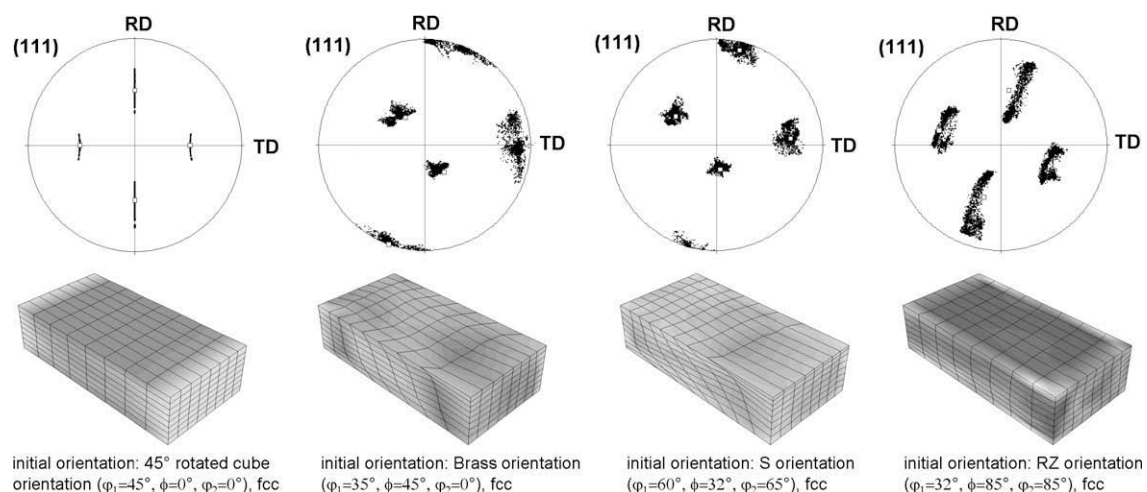 RD
(111)
TD
RD
(111)
TD
RD
(111)
TD
RD
(111)
TD
initial orientation: 45° rotated cube
orientation (φ₁=45°, ϕ=0°, φ₂=0°), fcc
initial orientation: Brass orientation
(φ₁=35°, ϕ=45°, φ₂=0°), fcc
initial orientation: S orientation
(φ₁=60°, ϕ=32°, φ₂=65°), fcc
initial orientation: RZ orientation
(φ₁=32°, ϕ=85°, φ₂=85°), fcc